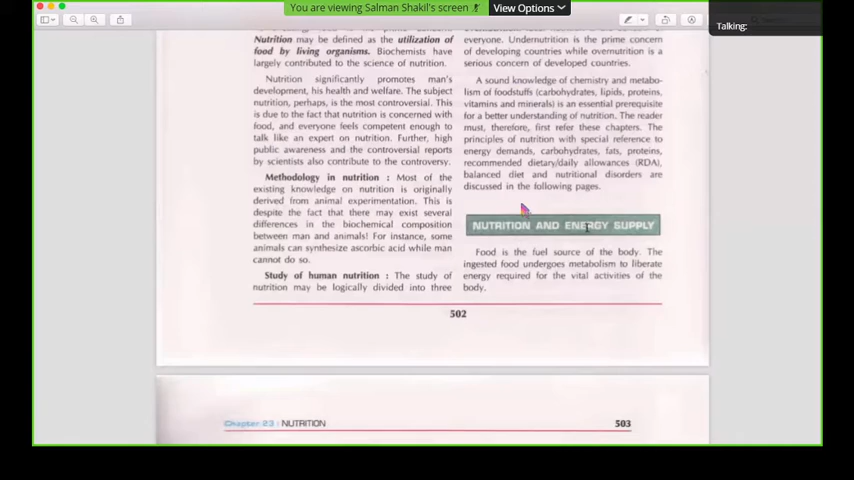 You are viewing Salman Shakil's screen
View Options
Talking:
Nutrition may be defined as the utilization of
food by living organisms. Biochemists have
largely contributed to the science of nutrition.
Nutrition significantly promotes man's
development, his health and welfare. The subject
nutrition, perhaps, is the most controversial. This
is due to the fact that nutrition is concerned with
food, and everyone feels competent enough to
talk like an expert on nutrition. Further, high
public awareness and the controversial reports
by scientists also contribute to the controversy.
Methodology in nutrition : Most of the
existing knowledge on nutrition is originally
derived from animal experimentation. This is
despite the fact that there may exist several
differences in the biochemical composition
between man and animals! For instance, some
animals can synthesize ascorbic acid while man
cannot do so.
Study of human nutrition : The study of
nutrition may be logically divided into three
everyone. Undernutrition is the prime concern
of developing countries while overnutrition is a
serious concern of developed countries.
A sound knowledge of chemistry and metabo-
lism of foodstuffs (carbohydrates, lipids, proteins,
vitamins and minerals) is an essential prerequisite
for a better understanding of nutrition. The reader
must, therefore, first refer these chapters. The
principles of nutrition with special reference to
energy demands, carbohydrates, fats, proteins,
recommended dietary/daily allowances (RDA),
balanced diet and nutritional disorders are
discussed in the following pages.
NUTRITION AND ENERGY SUPPLY
Food is the fuel source of the body. The
ingested food undergoes metabolism to liberate
energy required for the vital activities of the
body.
502
Chapter 23 : NUTRITION
503